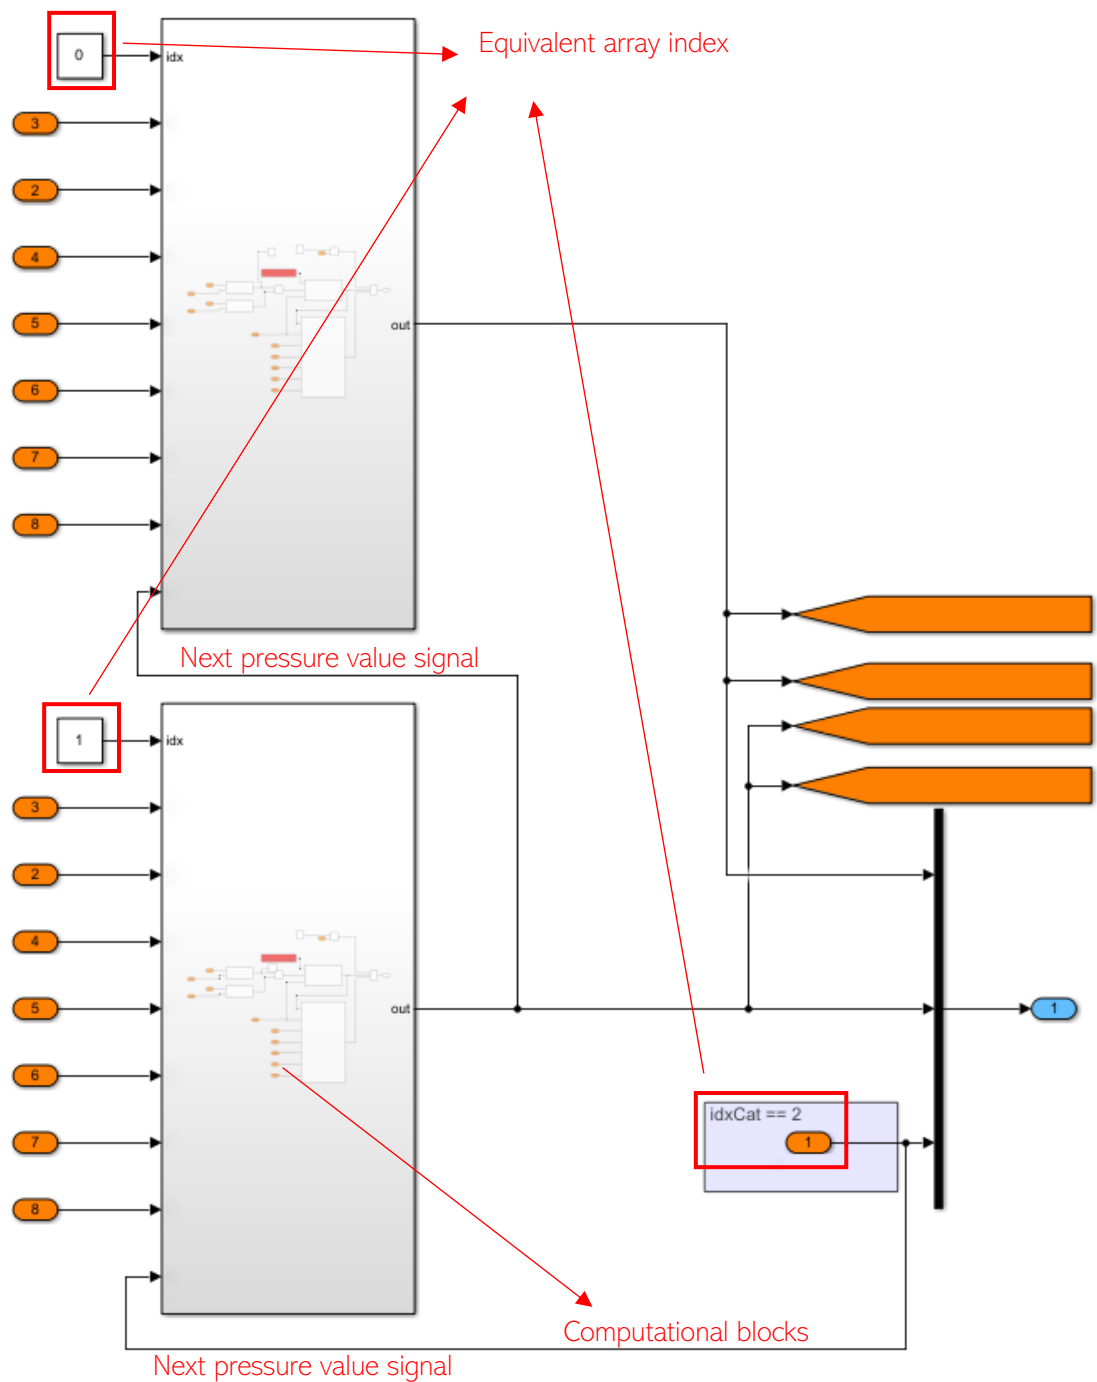 Equivalent array index
0
idx
3
2
4
5
out
6
7
8
Next pressure value signal
1
idx
3
2
4
5
out
1
6
idxCat == 2
7
1
8
Computational blocks
Next pressure value signal